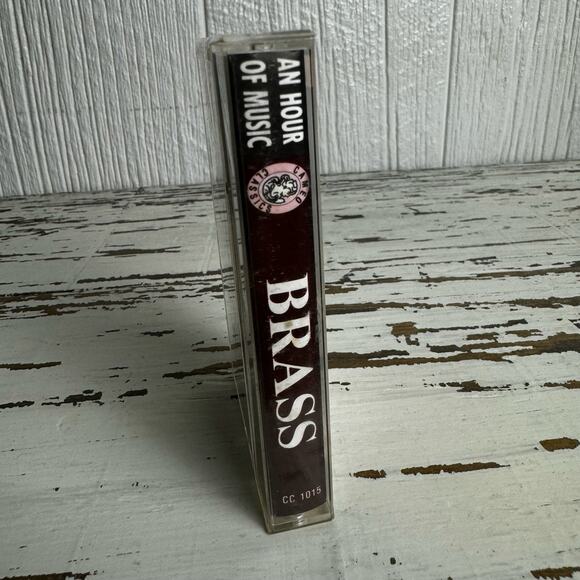 AN HOUR
OF MUSIC
CAMEO
CLASSICS
BRASS
CC 1015